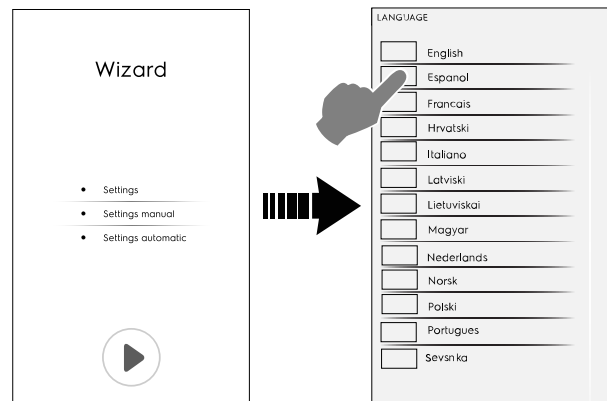 Wizard
Settings
Settings manual
Settings automatic
LANGUAGE
English
Espanol
Francais
Hrvatski
Italiano
Latviski
Lietuviskai
Magyar
Nederlands
Norsk
Polski
Portugues
Sevsnka